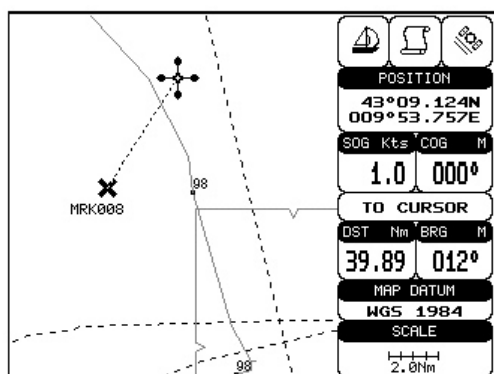 98
MRK008
98
POSITION
43°09.124N
009°53.757E
SOG Kts COG M
1.0 000°
TO CURSOR
DST Nm BRG M
39.89 012°
MAP DATUM
WGS 1984
SCALE
2.0Nm